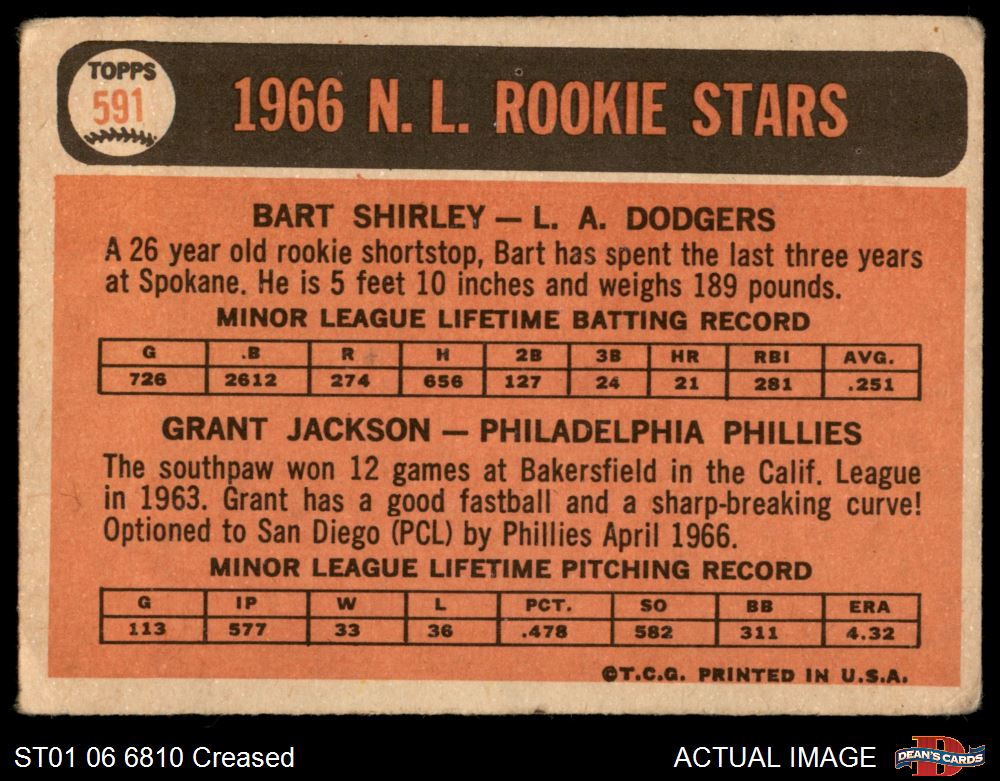 TOPPS
591
1966 N. L. ROOKIE STARS
BART SHIRLEY — L. A. DODGERS
A 26 year old rookie shortstop, Bart has spent the last three years
at Spokane. He is 5 feet 10 inches and weighs 189 pounds.
MINOR LEAGUE LIFETIME BATTING RECORD
G .B R H 2B 3B HR RBI AVG.
726 2612 274 656 127 24 21 281 .251
GRANT JACKSON — PHILADELPHIA PHILLIES
The southpaw won 12 games at Bakersfield in the Calif. League
in 1963. Grant has a good fastball and a sharp-breaking curve!
Optioned to San Diego (PCL) by Phillies April 1966.
MINOR LEAGUE LIFETIME PITCHING RECORD
G IP W L PCT. SO BB ERA
113 577 33 36 .478 582 311 4.32
©T.C.G. PRINTED IN U.S.A.
ST01 06 6810 Creased
ACTUAL IMAGE
D
DEAN'S CARDS